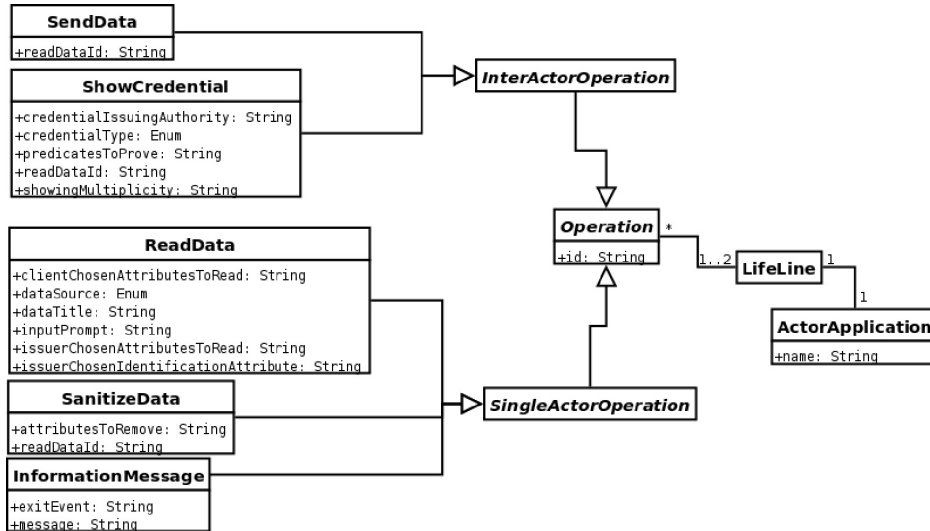 SendData
+readDataId: String
ShowCredential
+credentialIssuingAuthority: String
+credentialType: Enum
+predicatesToProve: String
+readDataId: String
+showingMultiplicity: String
InterActorOperation
Operation
+id: String
*
1..2
LifeLine
1
1
ActorApplication
+name: String
ReadData
+clientChosenAttributesToRead: String
+dataSource: Enum
+dataTitle: String
+inputPrompt: String
+issuerChosenAttributesToRead: String
+issuerChosenIdentificationAttribute: String
SingleActorOperation
SanitizeData
+attributesToRemove: String
+readDataId: String
InformationMessage
+exitEvent: String
+message: String